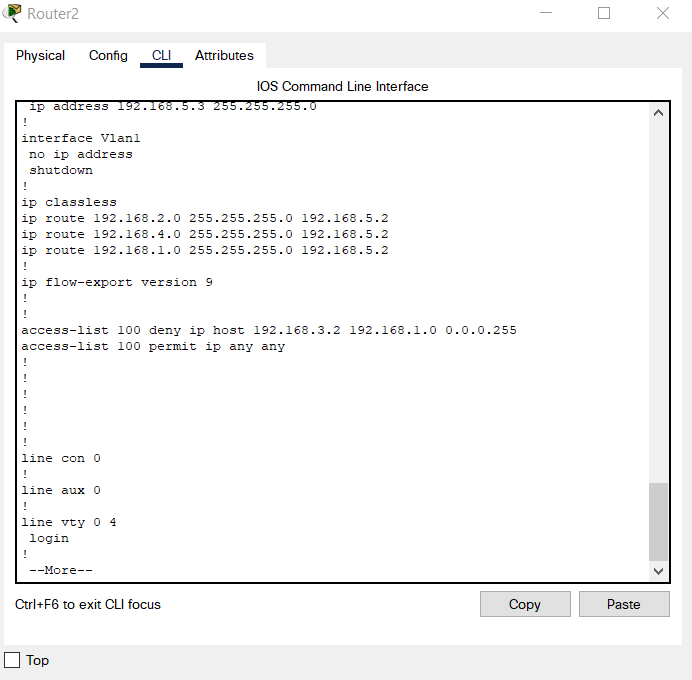 Router2
Physical Config CLI Attributes
IOS Command Line Interface
ip address 192.168.5.3 255.255.255.0
!
interface Vlan1
no ip address
shutdown
!
ip classless
ip route 192.168.2.0 255.255.255.0 192.168.5.2
ip route 192.168.4.0 255.255.255.0 192.168.5.2
ip route 192.168.1.0 255.255.255.0 192.168.5.2
!
ip flow-export version 9
!
!
access-list 100 deny ip host 192.168.3.2 192.168.1.0 0.0.0.255
access-list 100 permit ip any any
!
!
!
!
!
!
line con 0
!
line aux 0
!
line vty 0 4
login
!
--More--
Ctrl+F6 to exit CLI focus
Copy Paste
Top